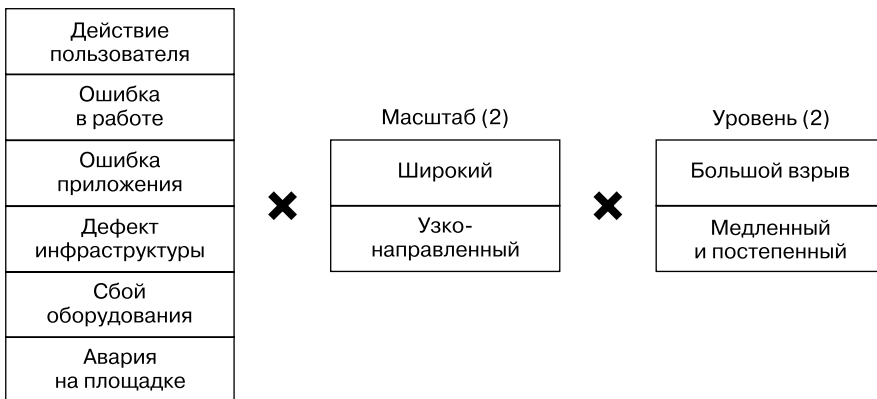 Действие
пользователя
Ошибка
в работе
Ошибка
приложения
Дефект
инфраструктуры
Сбой
оборудования
Авария
на площадке
Масштаб (2)
Широкий
Узко-
направленный
Уровень (2)
Большой взрыв
Медленный
и постепенный